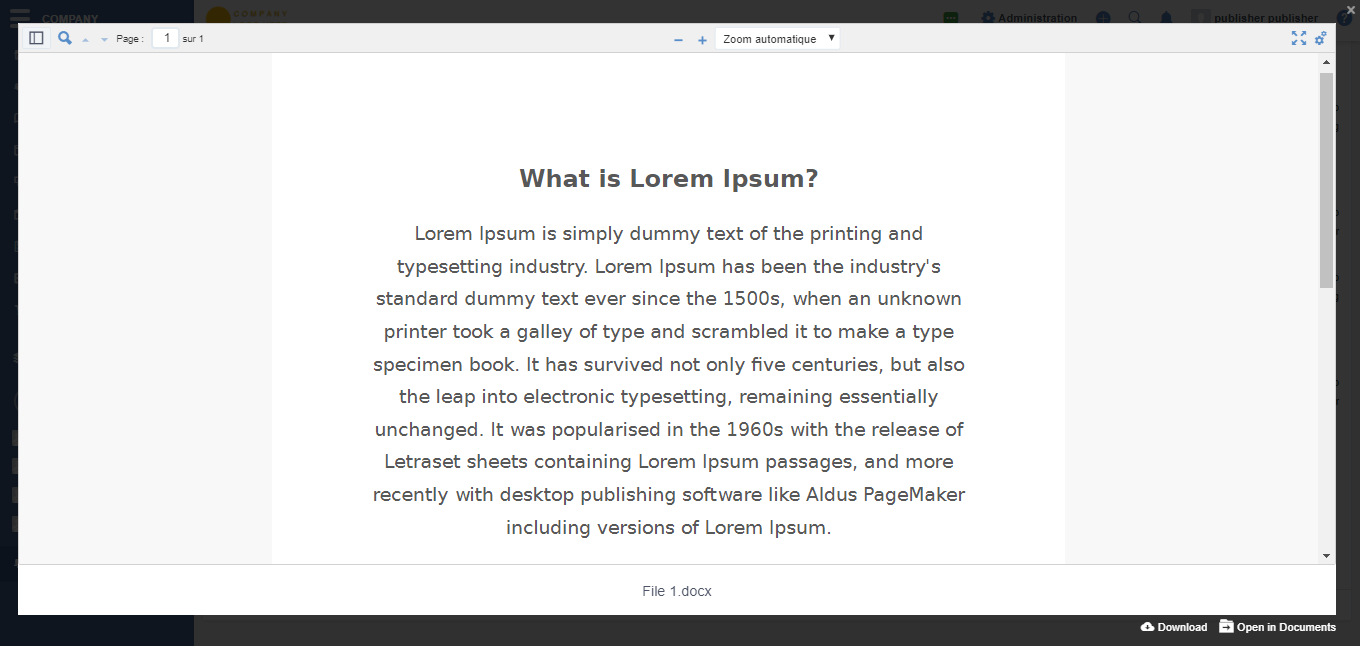 COMPANY
COMPANY
Administration
publisher publisher
?
Page :
1
sur 1
Zoom automatique
What is Lorem Ipsum?
Lorem Ipsum is simply dummy text of the printing and
typesetting industry. Lorem Ipsum has been the industry's
standard dummy text ever since the 1500s, when an unknown
printer took a galley of type and scrambled it to make a type
specimen book. It has survived not only five centuries, but also
the leap into electronic typesetting, remaining essentially
unchanged. It was popularised in the 1960s with the release of
Letraset sheets containing Lorem Ipsum passages, and more
recently with desktop publishing software like Aldus PageMaker
including versions of Lorem Ipsum.
File 1.docx
Download
Open in Documents